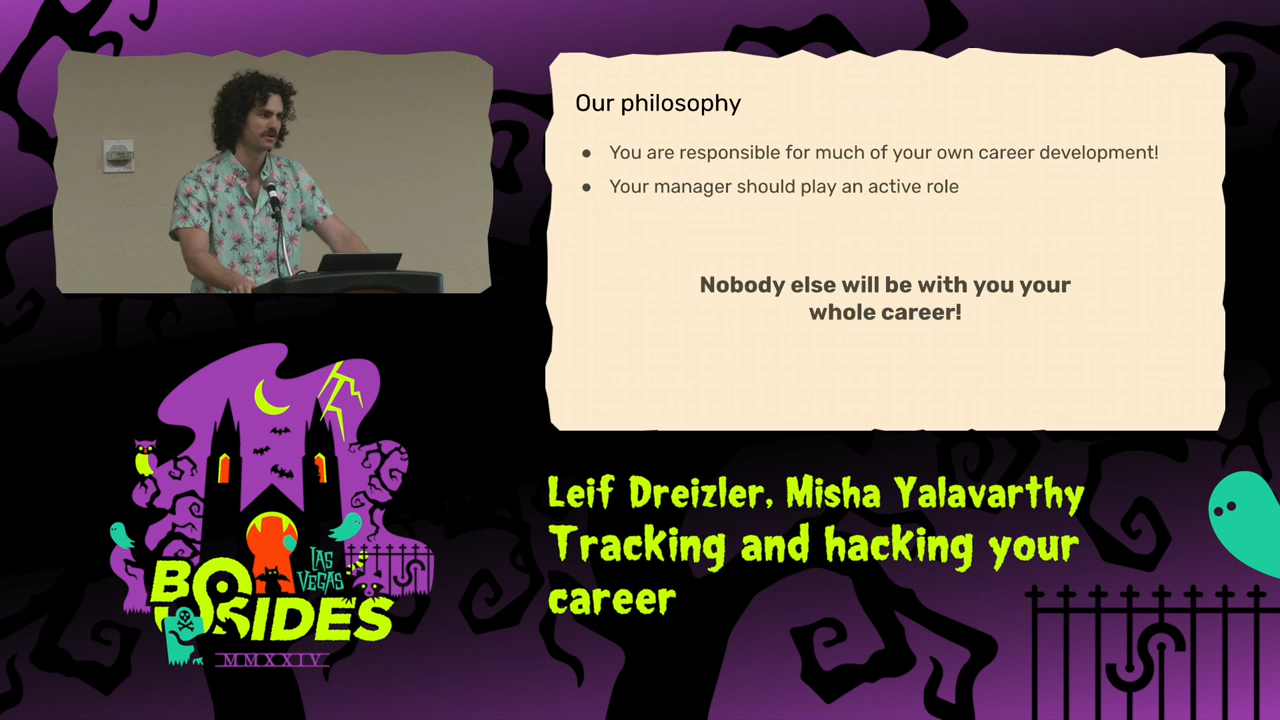 Our philosophy
● You are responsible for much of your own career development!
● Your manager should play an active role
Nobody else will be with you your
whole career!
Leif Dreizler, Misha Yalavarthy
Tracking and hacking your
career
LAS
VEGAS
BSIDES
MMXXIV